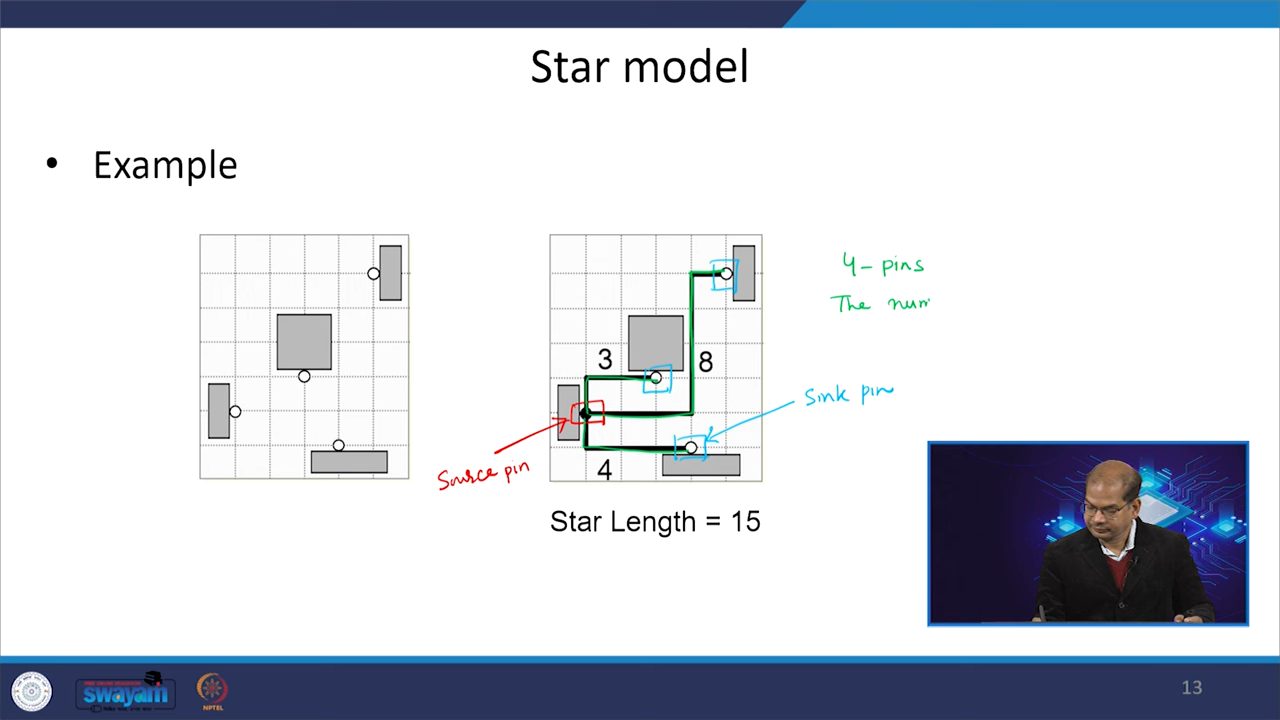 Star model
• Example
4-pins
The num
3
8
Sink pin
Source pin
4
Star Length = 15
swayam
NPTEL
13